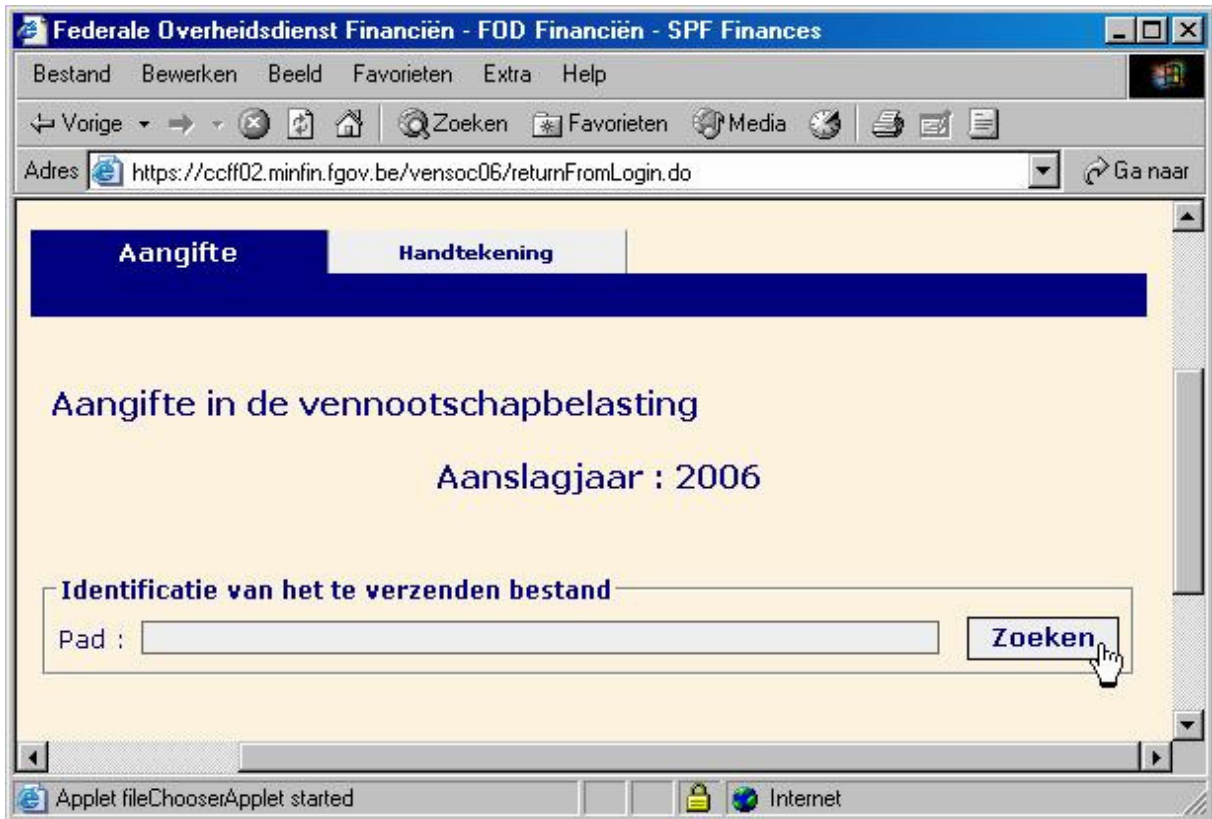 Federale Overheidsdienst Financiën - FOD Financiën - SPF Finances
Bestand Bewerken Beeld Favorieten Extra Help
Vorige Zoeken Favorieten Media
Adres https://ccff02.minfin.fgov.be/vensoc06/returnFromLogin.do Ga naar
Aangifte Handtekening
Aangifte in de vennootschapbelasting
Aanslagjaar : 2006
Identificatie van het te verzenden bestand
Pad : Zoeken
Applet fileChooserApplet started Internet